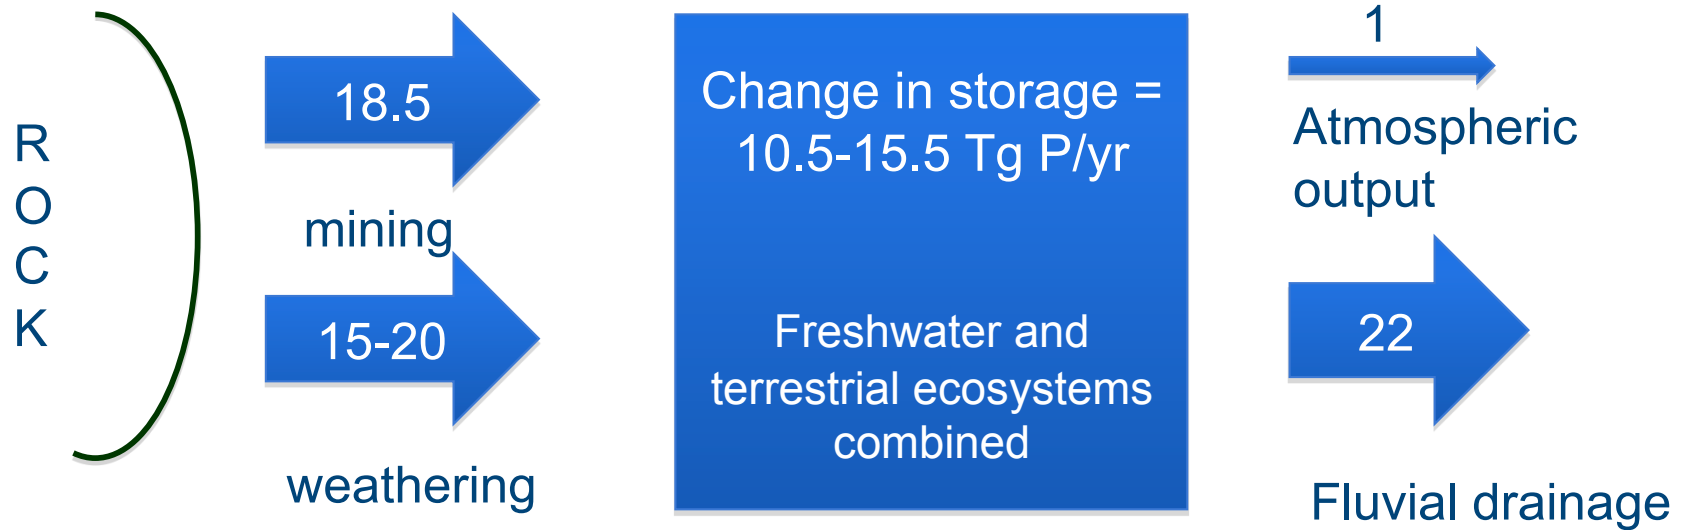 R
O
C
K
18.5
mining
15-20
weathering
Change in storage =
10.5-15.5 Tg P/yr
Freshwater and
terrestrial ecosystems
combined
1
Atmospheric
output
22
Fluvial drainage